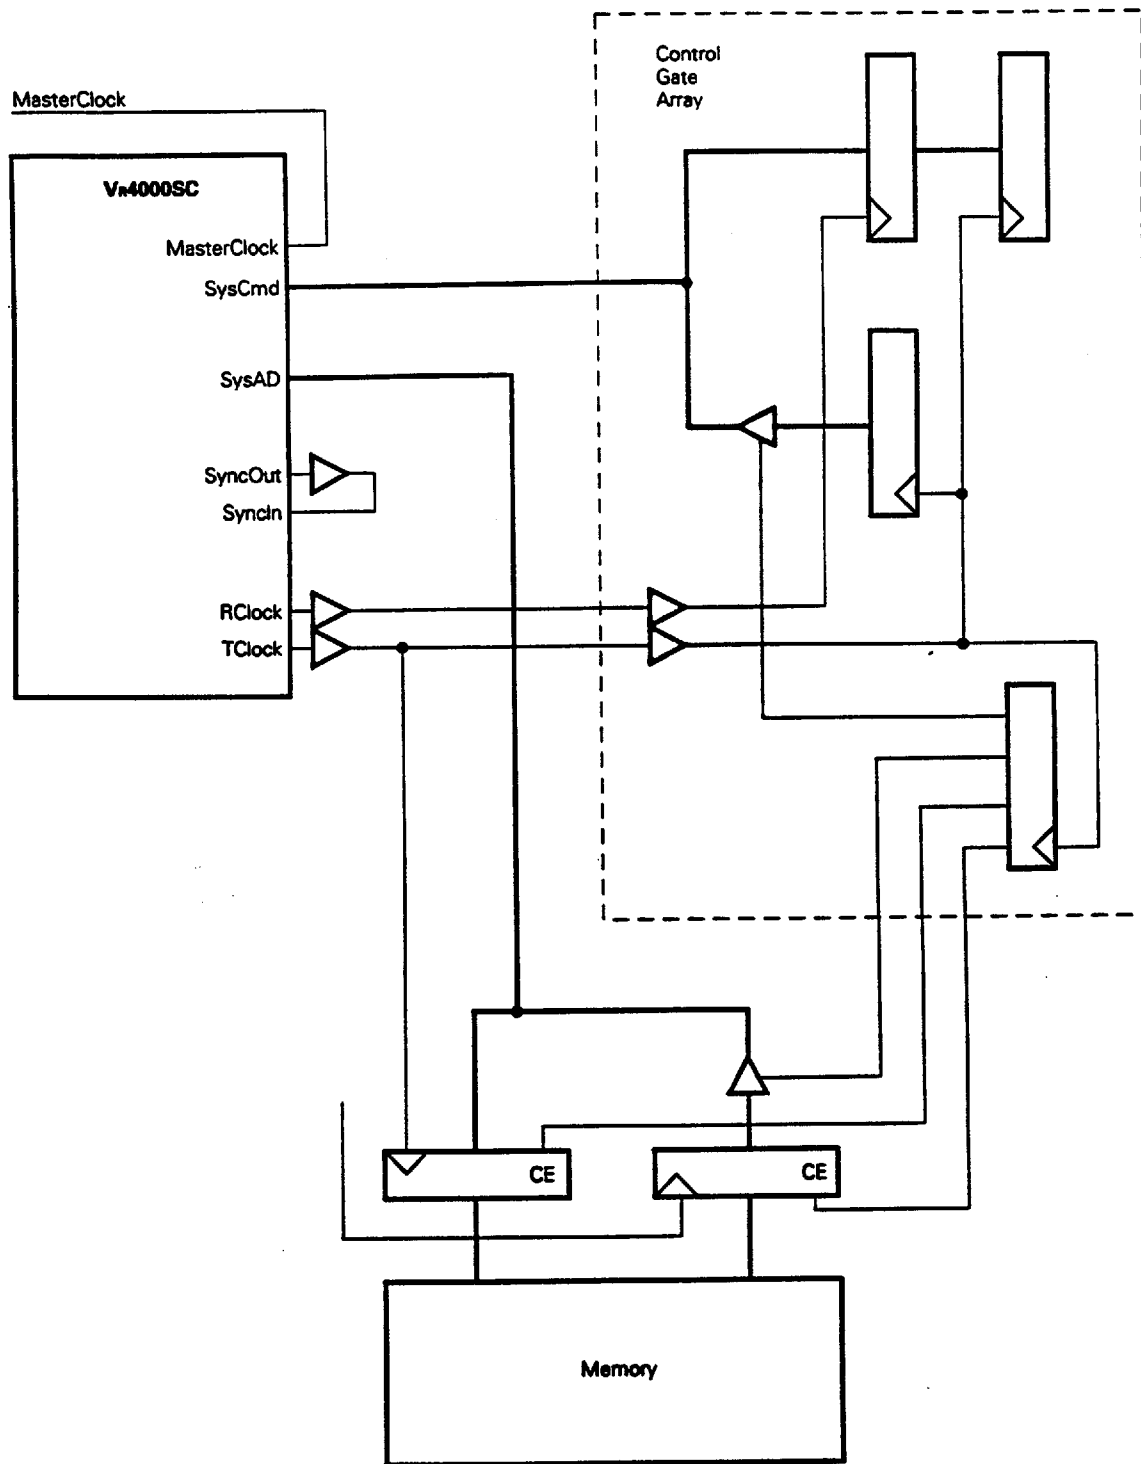 Control
Gate
Array
MasterClock
VR4000SC
MasterClock
SysCmd
SysAD
SyncOut
SyncIn
RClock
TClock
CE
CE
Memory